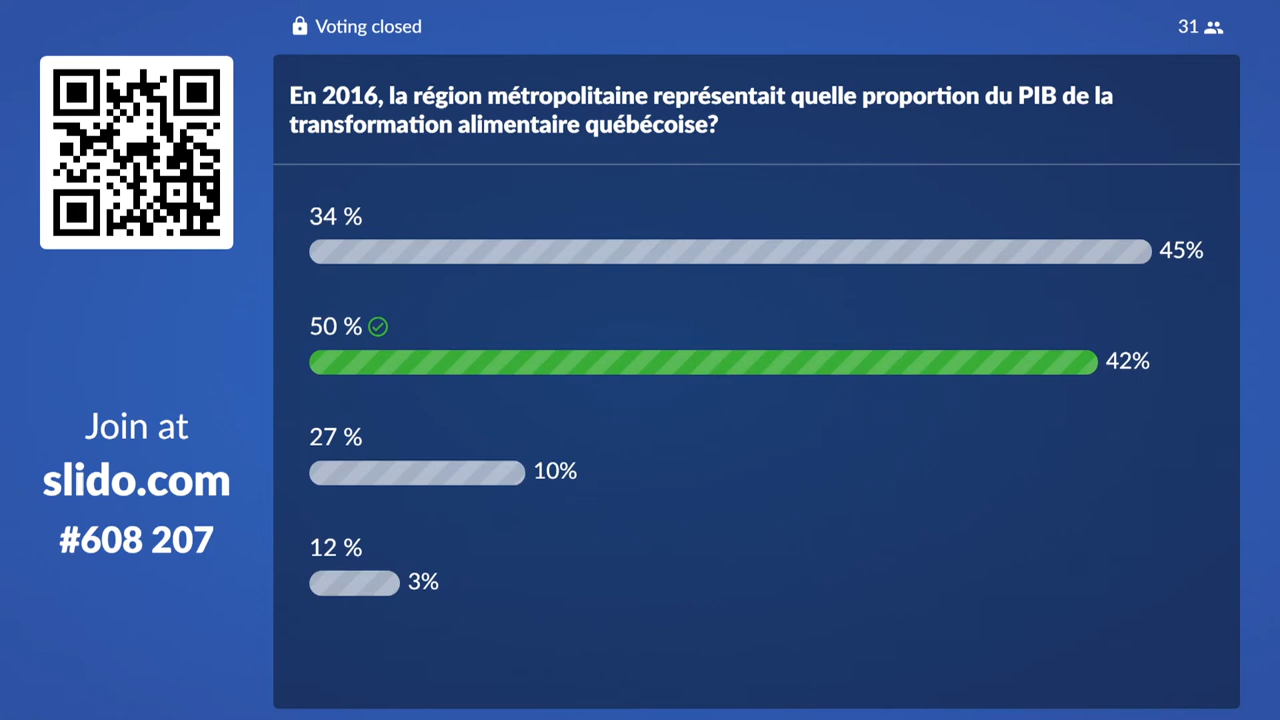 Voting closed
31
En 2016, la région métropolitaine représentait quelle proportion du PIB de la
transformation alimentaire québécoise?
34 %
45%
50 %
42%
27 %
10%
12 %
3%
Join at
slido.com
#608 207